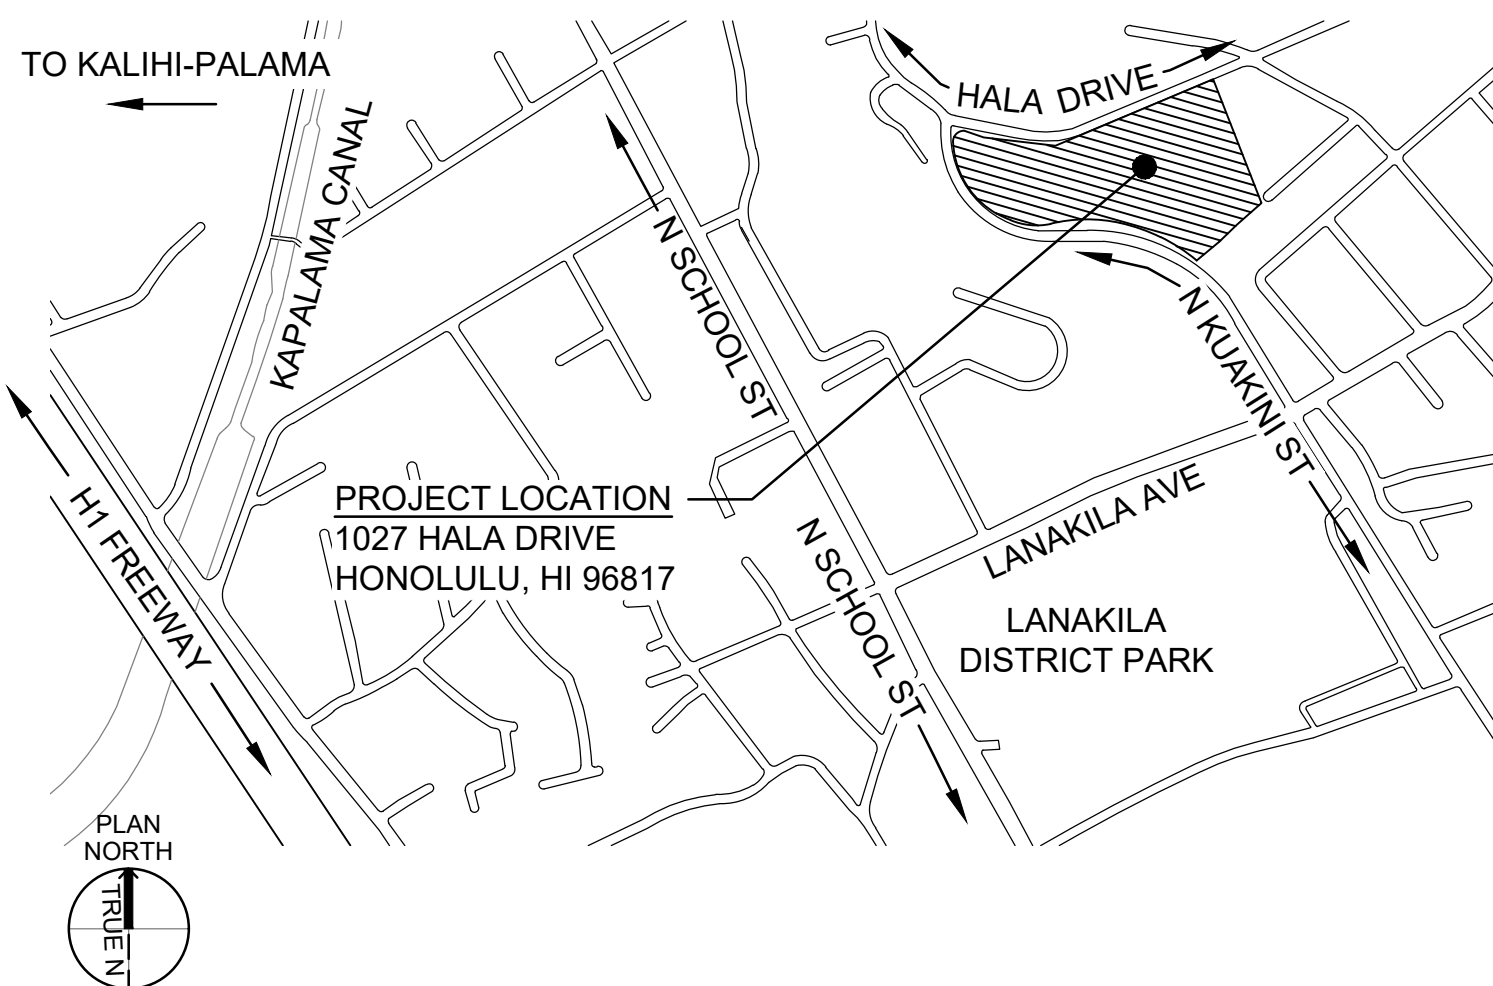 TO KALIHI-PALAMA
HALA DRIVE
KAPALAMA CANAL
N SCHOOL ST
N KUAKINI ST
PROJECT LOCATION
1027 HALA DRIVE
HONOLULU, HI 96817
H1 FREEWAY
N SCHOOL ST
LANAKILA AVE
LANAKILA
DISTRICT PARK
PLAN
NORTH
TRUE N